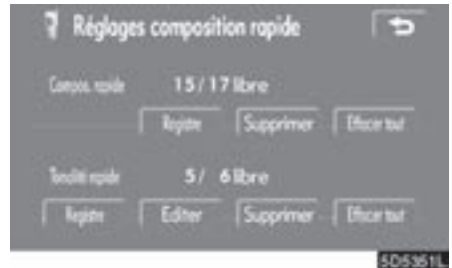 Réglages composition rapide
Compos. rapide 15/17 libre
Registre Supprimer Effacer tout
Tonalité rapide 5/ 6 libre
Registre Editer Supprimer Effacer tout
5D5361L